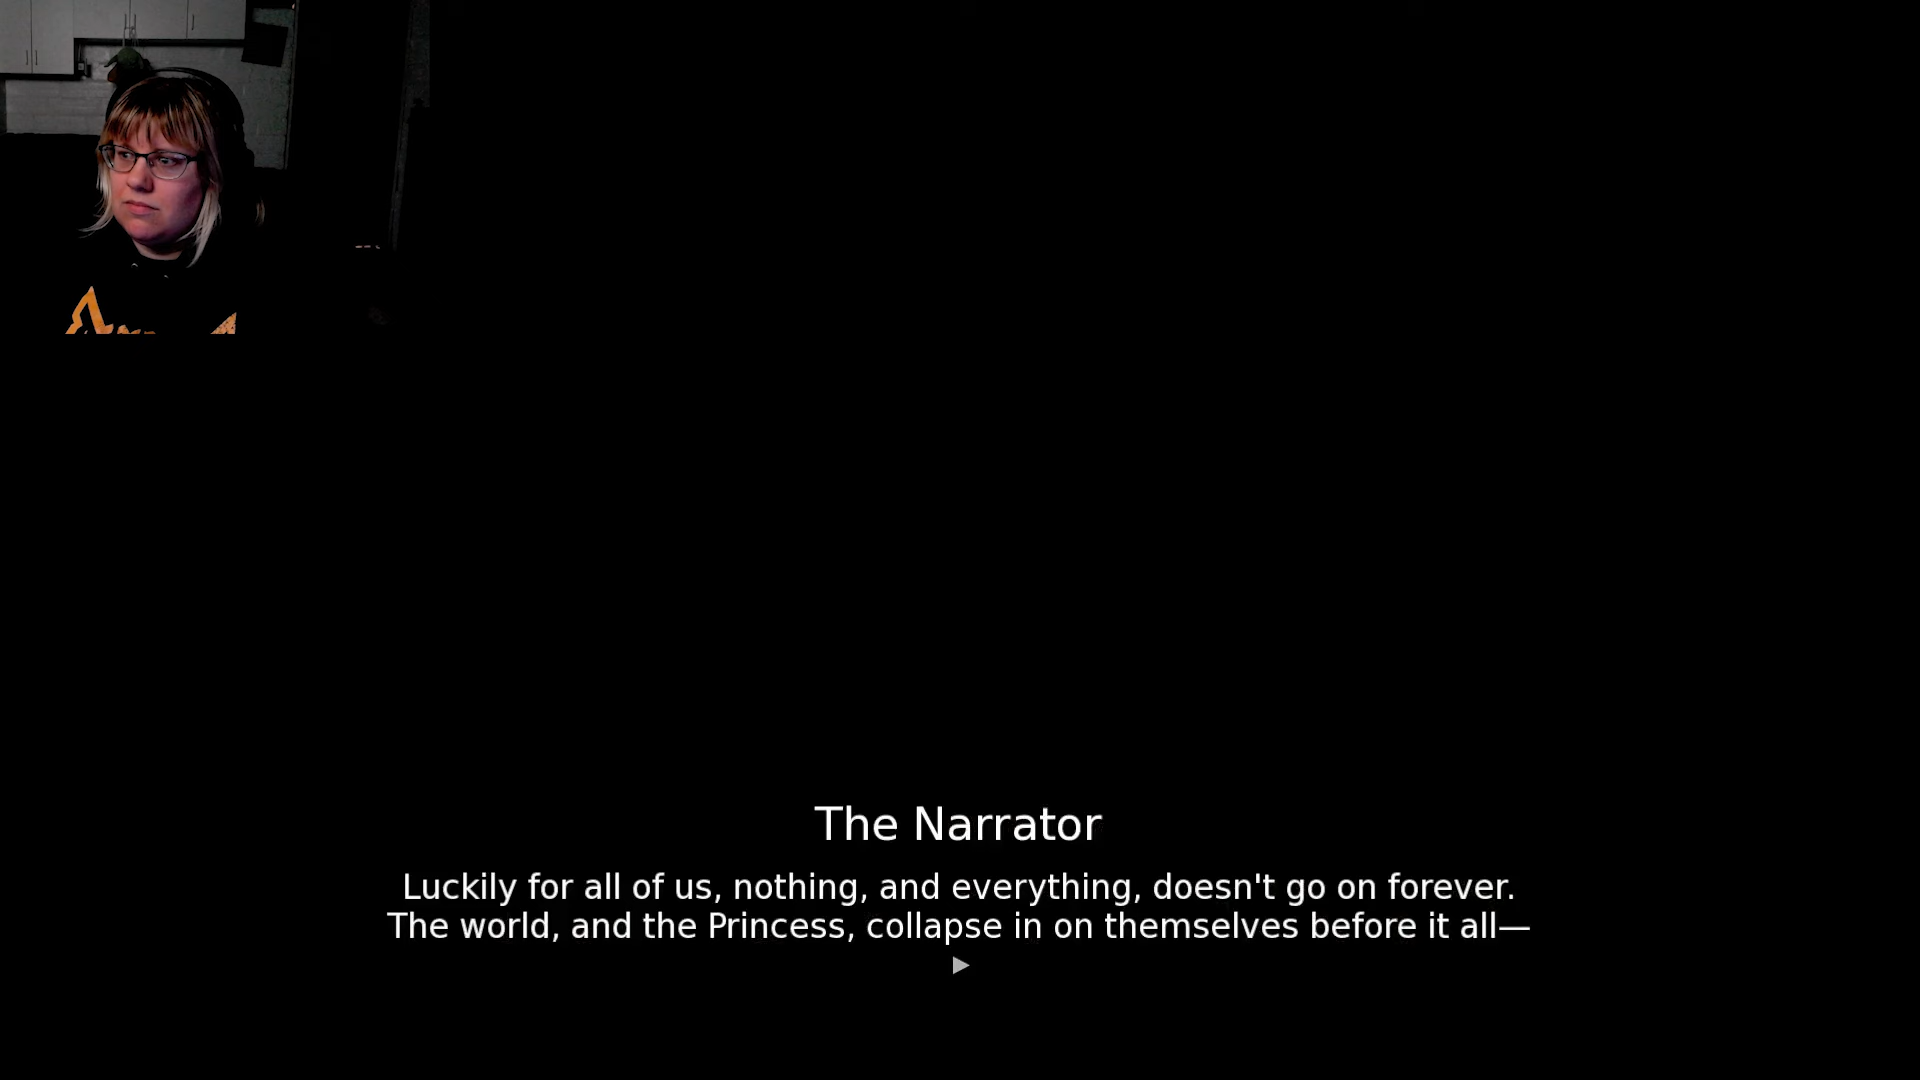 The Narrator
Luckily for all of us, nothing, and everything, doesn't go on forever.
The world, and the Princess, collapse in on themselves before it all—